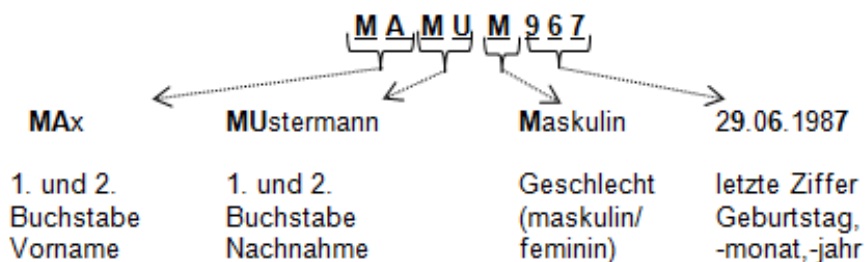 MAMUM967
MAx MUstermann Maskulin 29.06.1987
1. und 2. 1. und 2. Geschlecht letzte Ziffer
Buchstabe Buchstabe (maskulin/ Geburtstag,
Vorname Nachnahme feminin) -monat,-jahr